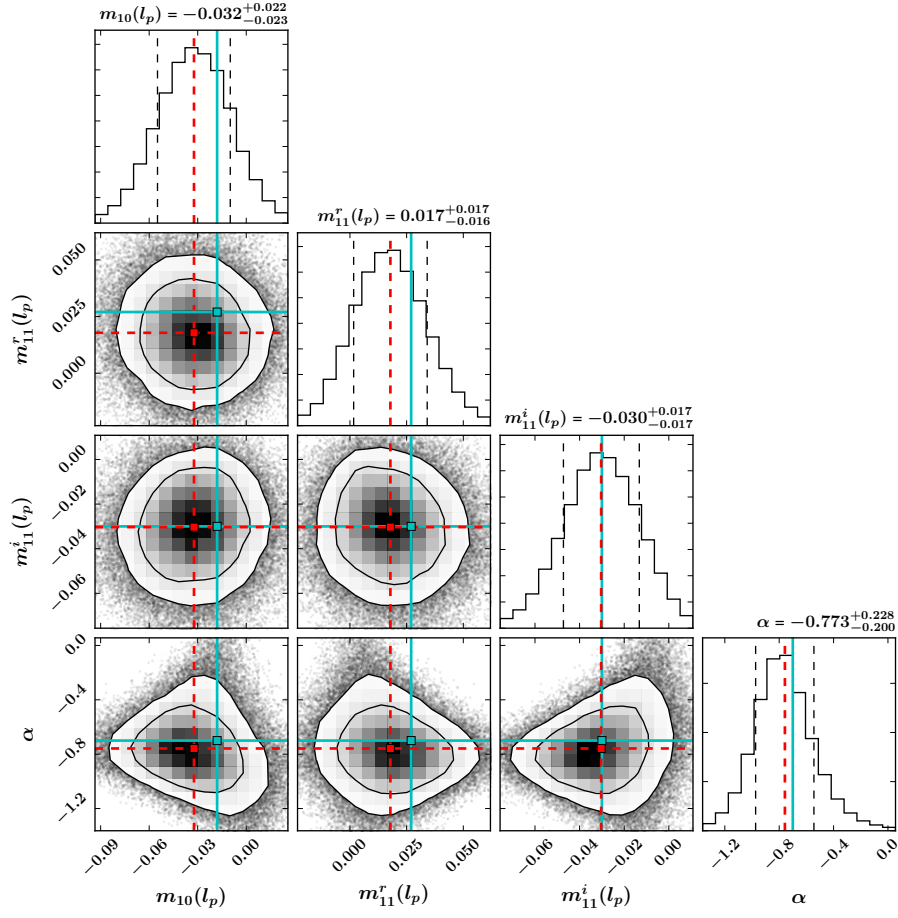 m₁₀(lₚ) = −0.032⁺⁰·⁰²²₋₀.₀₂₃
mʳ₁₁(lₚ) = 0.017⁺⁰·⁰¹⁷₋₀.₀₁₆
0.050
0.025
0.000
mʳ₁₁(lₚ)
mⁱ₁₁(lₚ) = −0.030⁺⁰·⁰¹⁷₋₀.₀₁₇
0.00
−0.02
−0.04
−0.06
mⁱ₁₁(lₚ)
α = −0.773⁺⁰·²²⁸₋₀.₂₀₀
0.0
−0.4
−0.8
−1.2
α
−0.09
−0.06
−0.03
0.00
m₁₀(lₚ)
0.000
0.025
0.050
mʳ₁₁(lₚ)
−0.06
−0.04
−0.02
0.00
mⁱ₁₁(lₚ)
−1.2
−0.8
−0.4
0.0
α